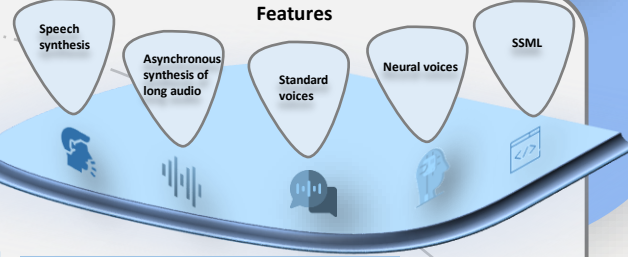 Features
Speech
synthesis
Asynchronous
synthesis of
long audio
Standard
voices
Neural voices
SSML
</>